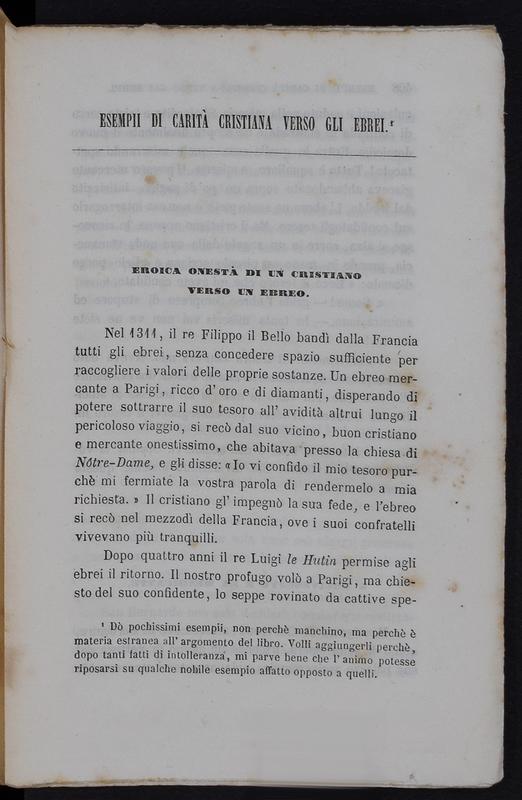 ESEMPII DI CARITÀ CRISTIANA VERSO GLI EBREI.¹
EROICA ONESTÀ DI UN CRISTIANO
VERSO UN EBREO.
Nel 1311, il re Filippo il Bello bandì dalla Francia
tutti gli ebrei, senza concedere spazio sufficiente per
raccogliere i valori delle proprie sostanze. Un ebreo mer-
cante a Parigi, ricco d'oro e di diamanti, disperando di
potere sottrarre il suo tesoro all'avidità altrui lungo il
pericoloso viaggio, si recò dal suo vicino, buon cristiano
e mercante onestissimo, che abitava presso la chiesa di
Nôtre-Dame, e gli disse: «Io vi confido il mio tesoro pur-
chè mi fermiate la vostra parola di rendermelo a mia
richiesta.» Il cristiano gl'impegnò la sua fede, e l'ebreo
si recò nel mezzodì della Francia, ove i suoi confratelli
vivevano più tranquilli.
Dopo quattro anni il re Luigi le Hutin permise agli
ebrei il ritorno. Il nostro profugo volò a Parigi, ma chie-
sto del suo confidente, lo seppe rovinato da cattive spe-
¹ Dò pochissimi esempii, non perchè manchino, ma perchè è
materia estranea all'argomento del libro. Volli aggiungerli perchè,
dopo tanti fatti di intolleranza, mi parve bene che l'animo potesse
riposarsi su qualche nobile esempio affatto opposto a quelli.